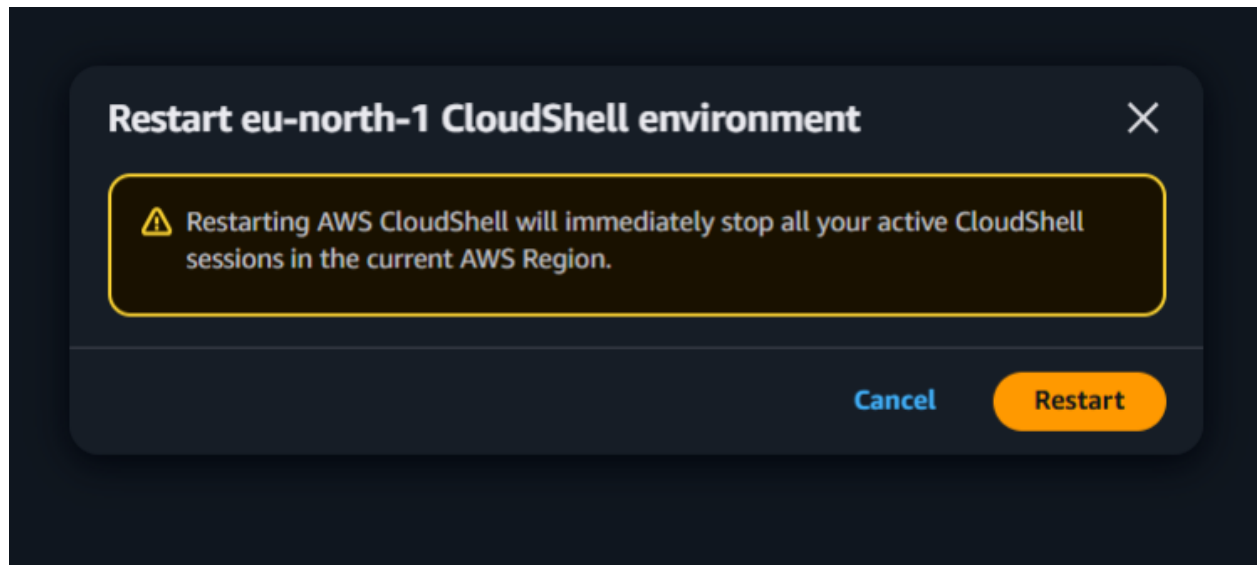 Restart eu-north-1 CloudShell environment
Restarting AWS CloudShell will immediately stop all your active CloudShell
sessions in the current AWS Region.
Cancel
Restart